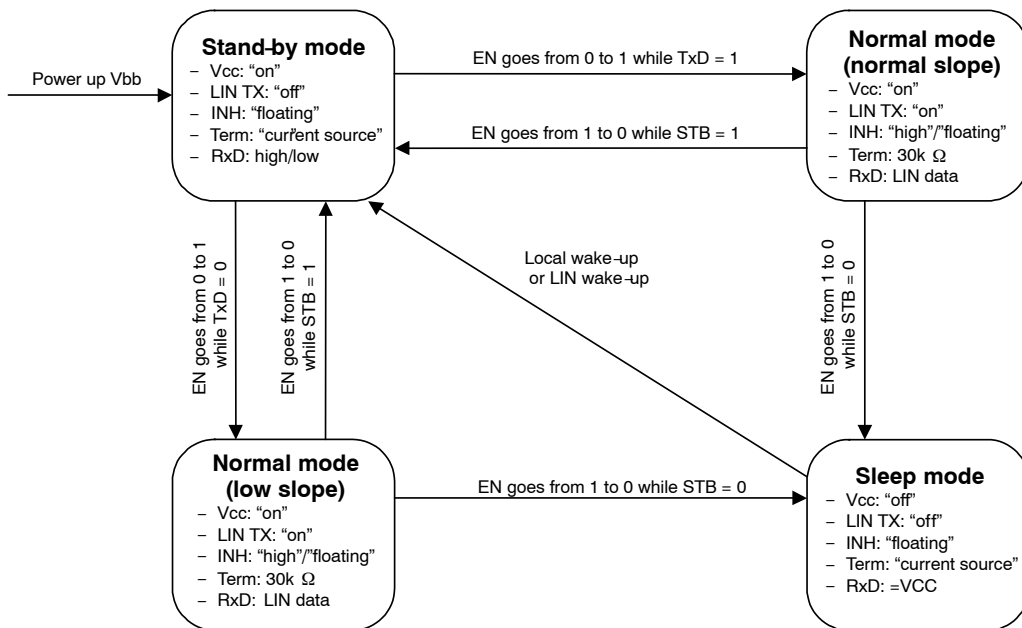 Power up Vbb
Stand-by mode
- Vcc: “on”
- LIN TX: “off”
- INH: “floating”
- Term: “current source”
- RxD: high/low
EN goes from 0 to 1 while TxD = 1
EN goes from 1 to 0 while STB = 1
Normal mode
(normal slope)
- Vcc: “on”
- LIN TX: “on”
- INH: “high”/”floating”
- Term: 30k Ω
- RxD: LIN data
EN goes from 0 to 1
while TxD = 0
EN goes from 1 to 0
while STB = 1
Local wake-up
or LIN wake-up
EN goes from 1 to 0
while STB = 0
Normal mode
(low slope)
- Vcc: “on”
- LIN TX: “on”
- INH: “high”/”floating”
- Term: 30k Ω
- RxD: LIN data
EN goes from 1 to 0 while STB = 0
Sleep mode
- Vcc: “off”
- LIN TX: “off”
- INH: “floating”
- Term: “current source”
- RxD: =VCC